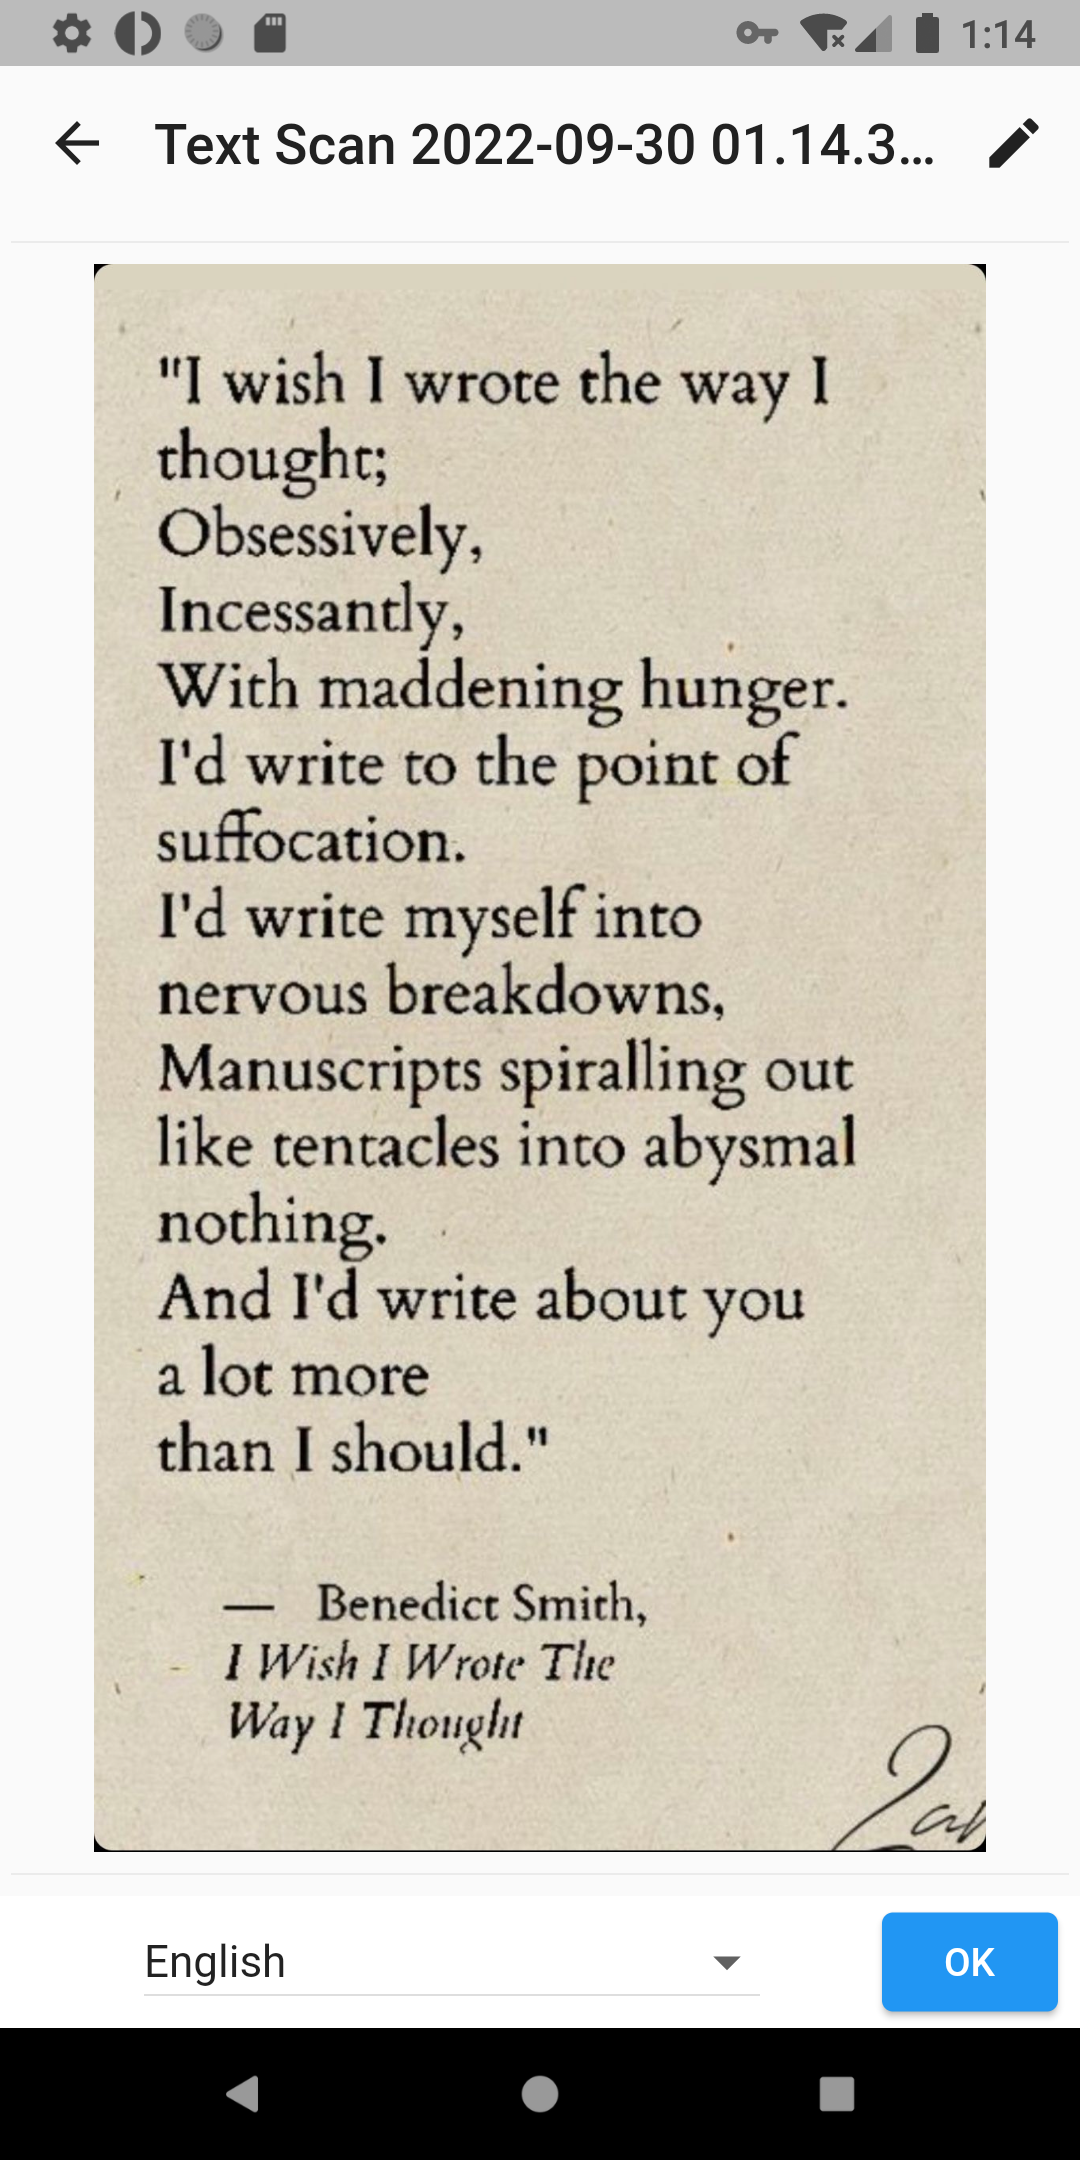 1:14
Text Scan 2022-09-30 01.14.3...
"I wish I wrote the way I
thought;
Obsessively,
Incessantly,
With maddening hunger.
I'd write to the point of
suffocation.
I'd write myself into
nervous breakdowns,
Manuscripts spiralling out
like tentacles into abysmal
nothing.
And I'd write about you
a lot more
than I should."
— Benedict Smith,
I Wish I Wrote The
Way I Thought
English
OK